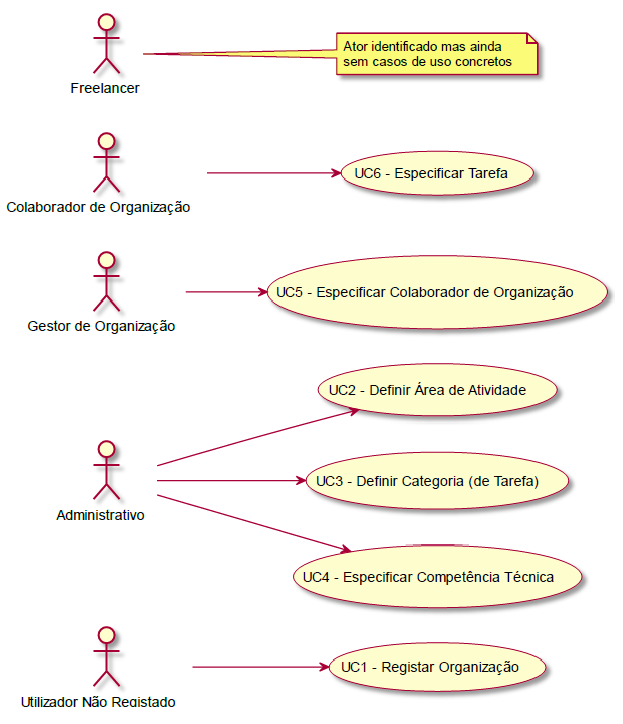 Ator identificado mas ainda
sem casos de uso concretos
Freelancer
UC6 - Especificar Tarefa
Colaborador de Organização
UC5 - Especificar Colaborador de Organização
Gestor de Organização
UC2 - Definir Área de Atividade
UC3 - Definir Categoria (de Tarefa)
Administrativo
UC4 - Especificar Competência Técnica
UC1 - Registar Organização
Utilizador Não Registado